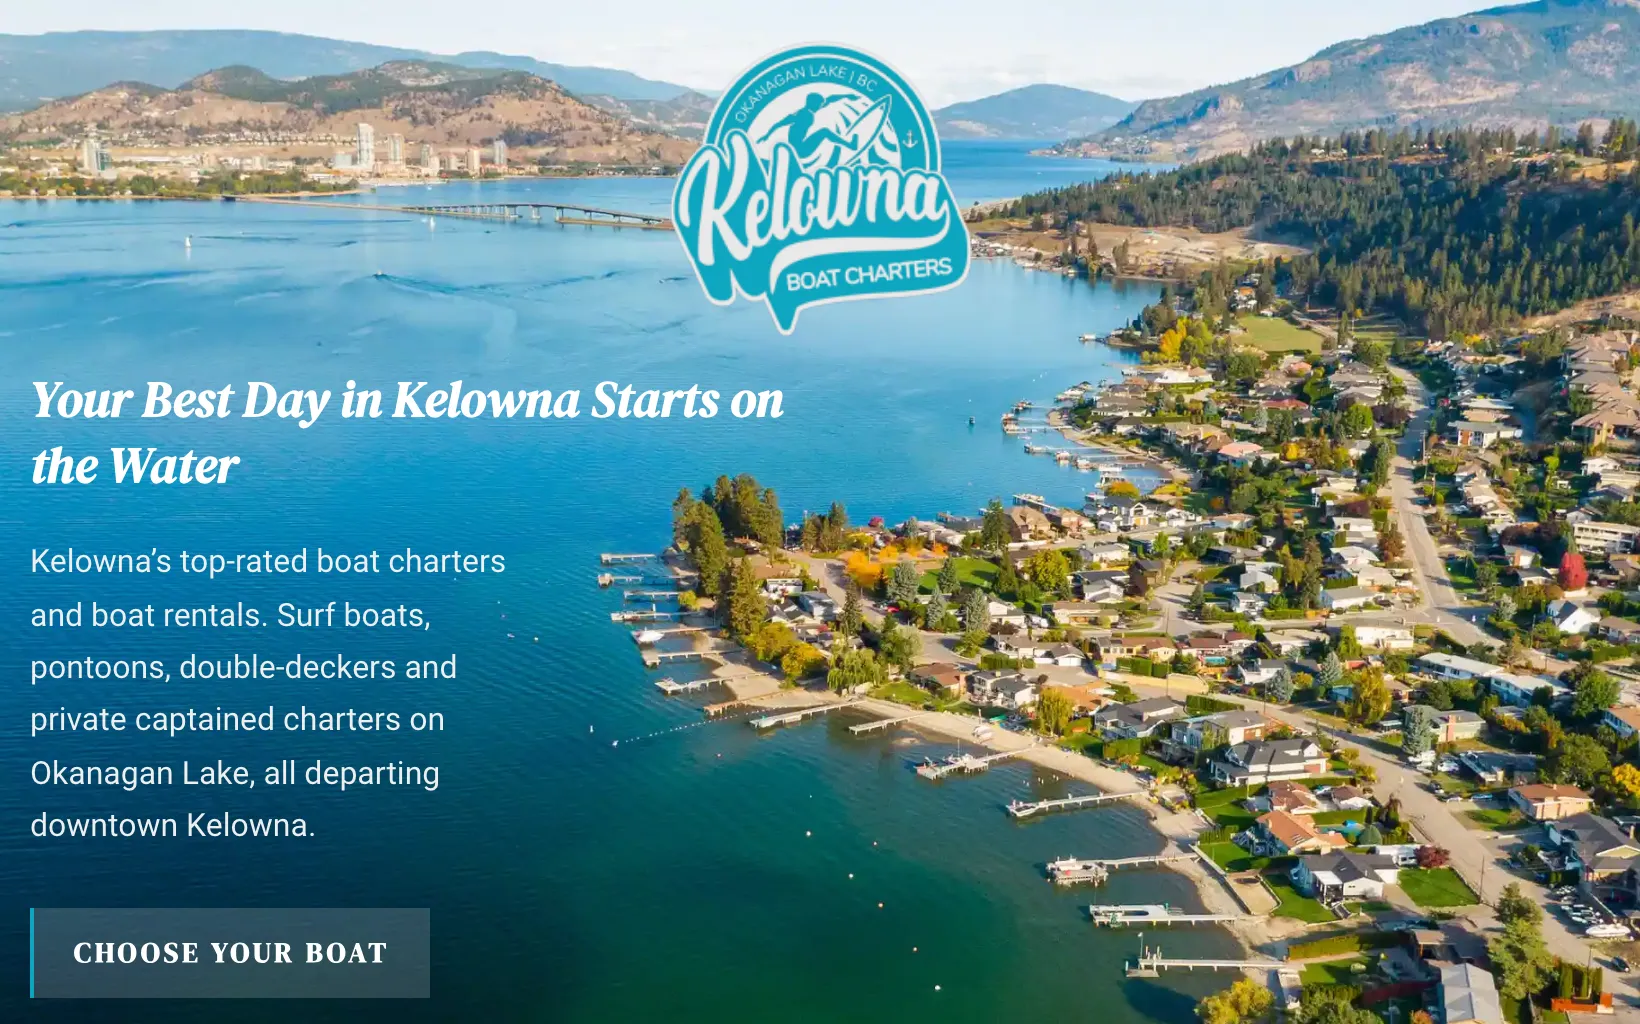 OKANAGAN LAKE | BC
Kelowna
BOAT CHARTERS
Your Best Day in Kelowna Starts on
the Water
Kelowna’s top-rated boat charters
and boat rentals. Surf boats,
pontoons, double-deckers and
private captained charters on
Okanagan Lake, all departing
downtown Kelowna.
CHOOSE YOUR BOAT